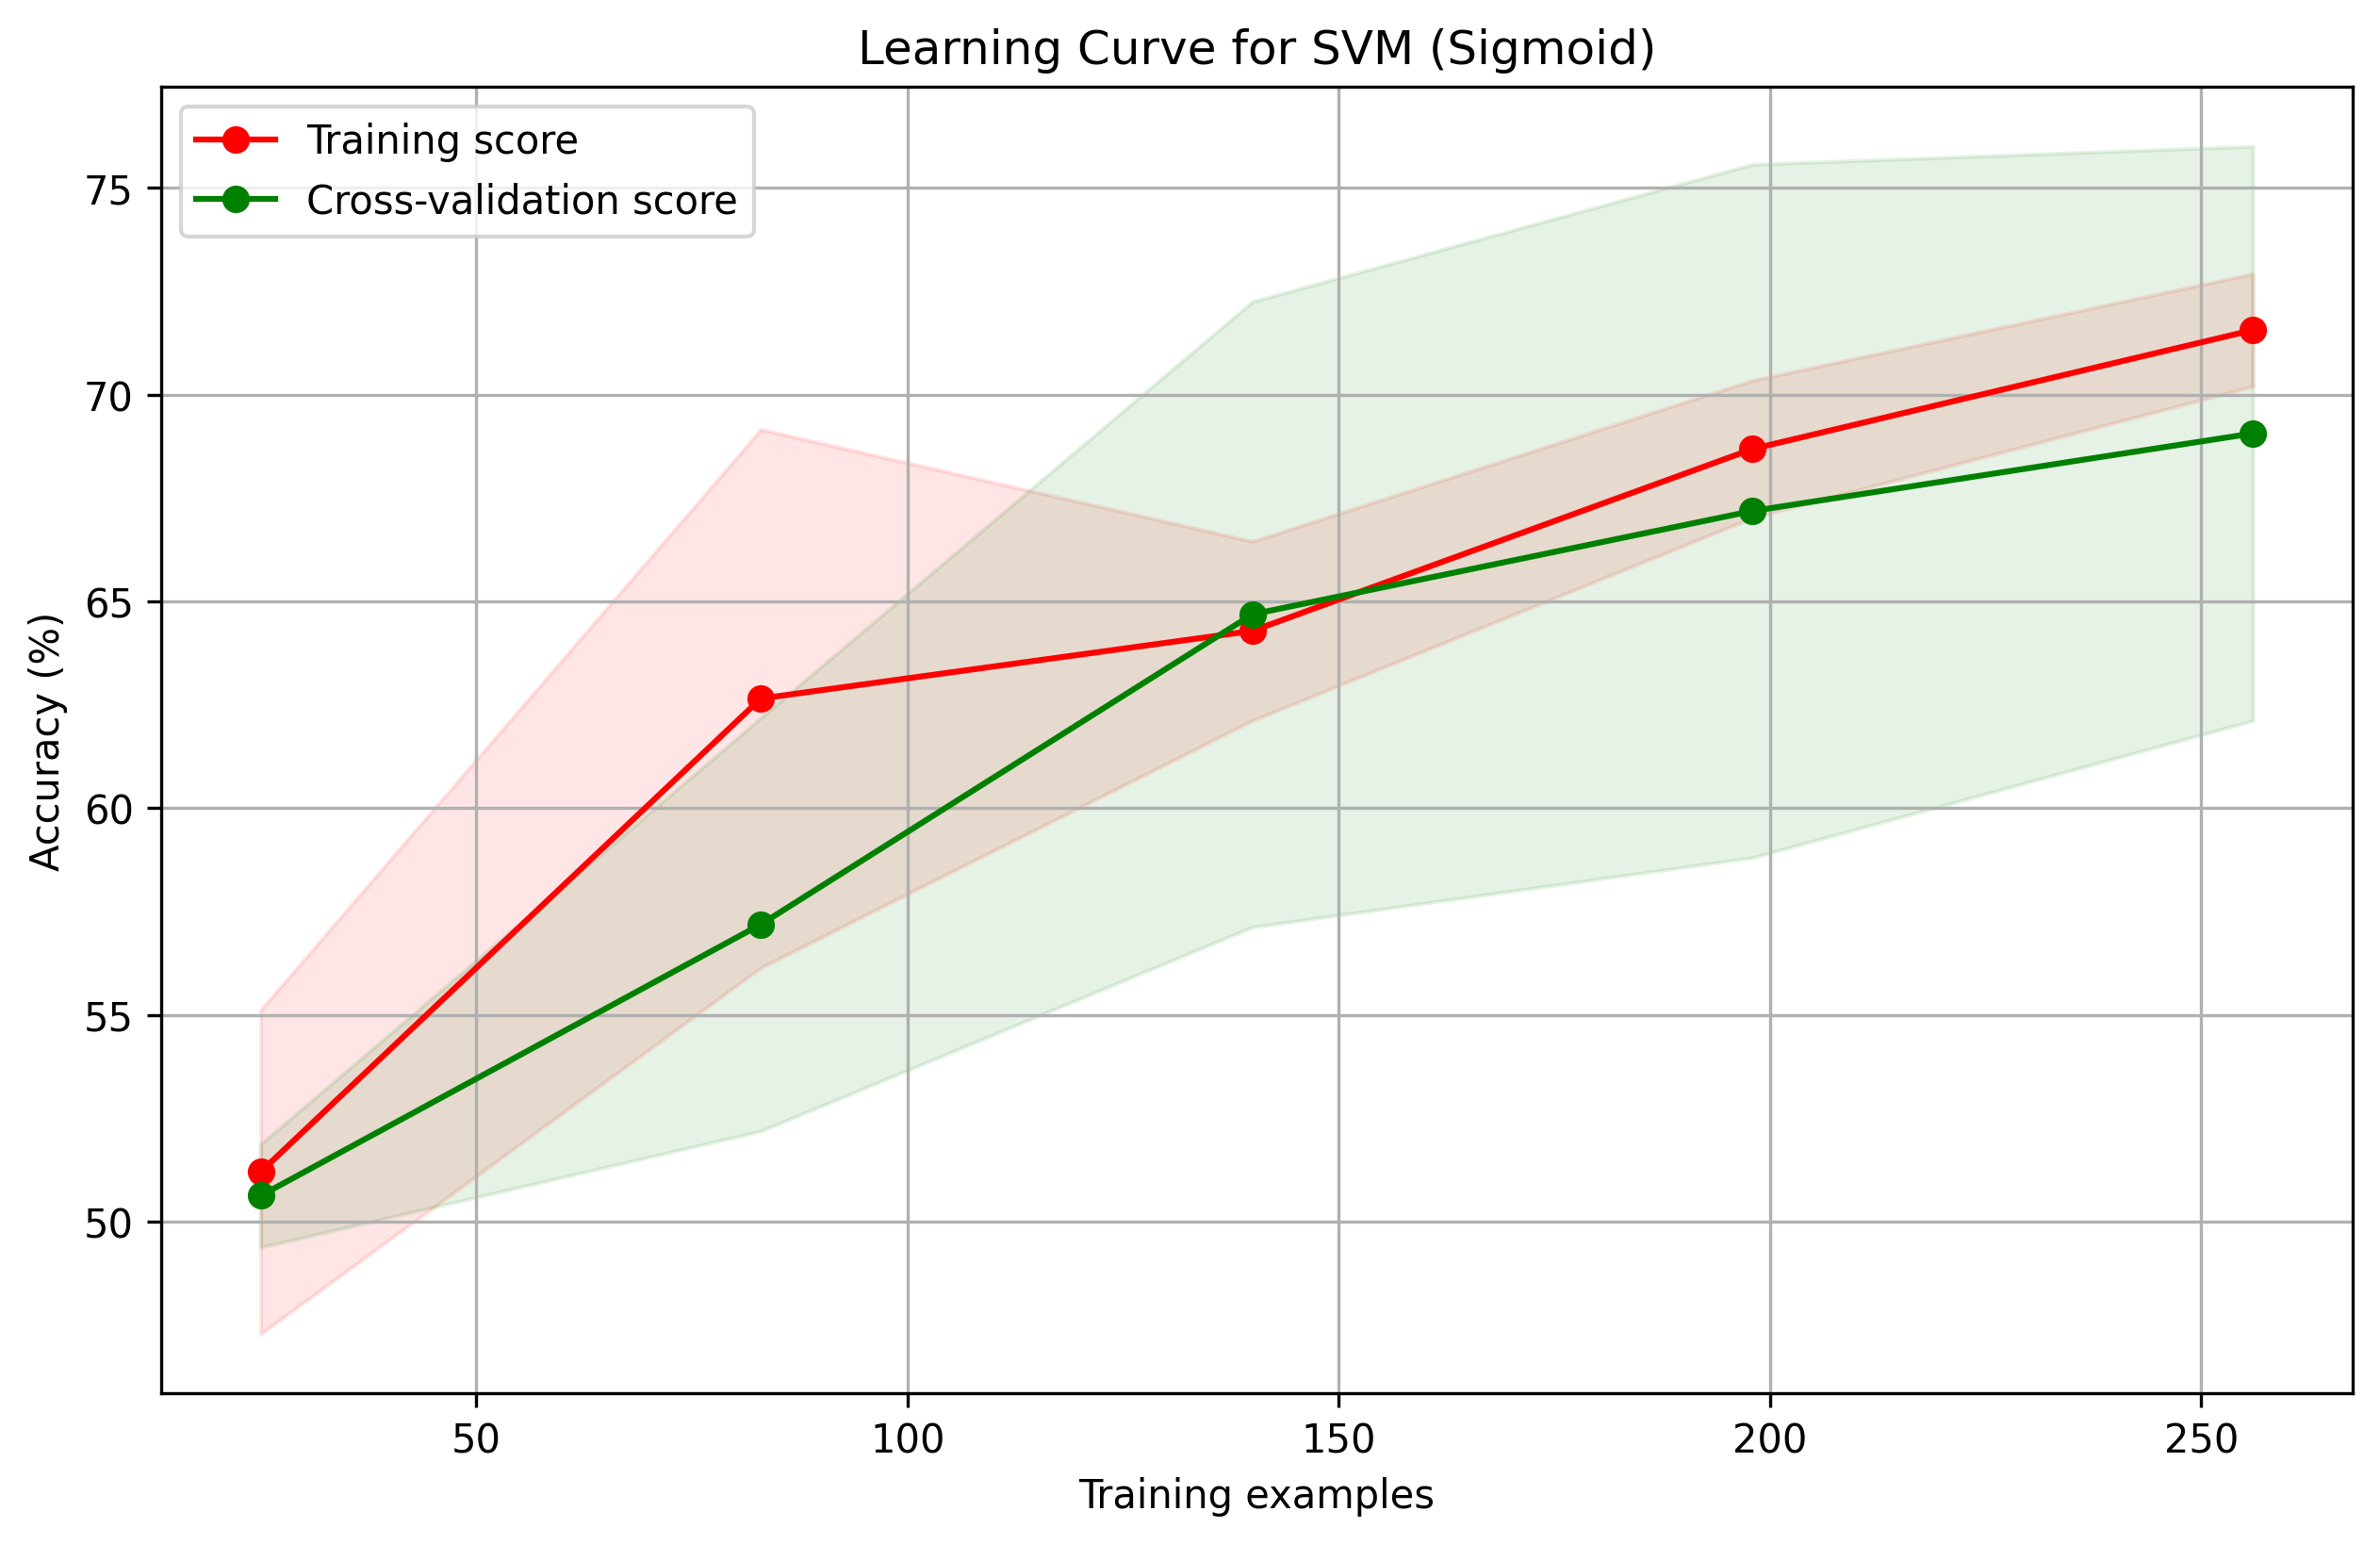 Learning Curve for SVM (Sigmoid)
Training score
Cross-validation score
75
70
65
60
55
50
Accuracy (%)
50 100 150 200 250
Training examples